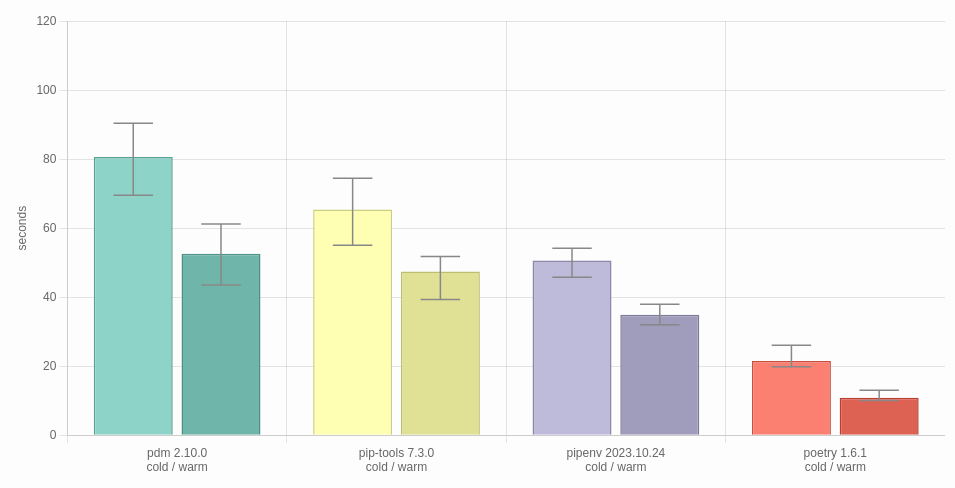 120
100
80
60
40
20
0
seconds
pdm 2.10.0
cold / warm
pip-tools 7.3.0
cold / warm
pipenv 2023.10.24
cold / warm
poetry 1.6.1
cold / warm